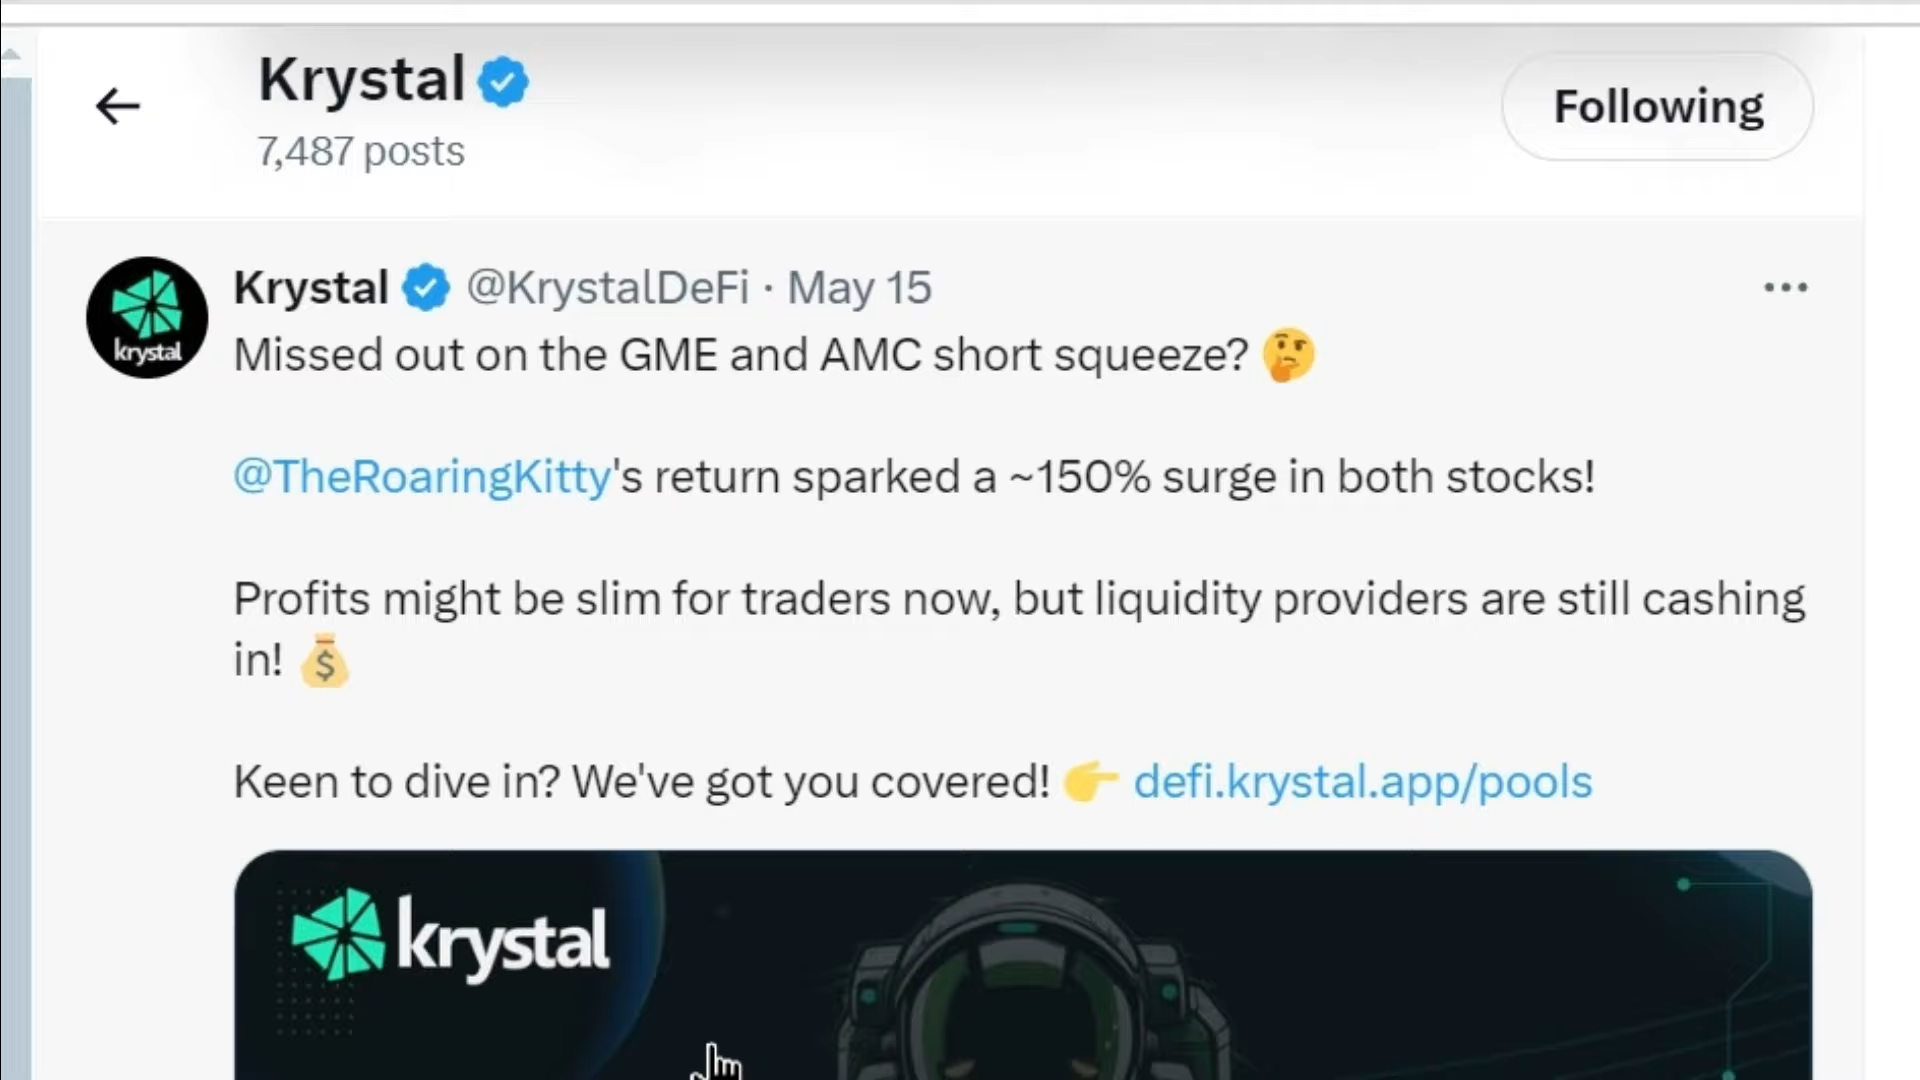 Krystal
7,487 posts
Following
Krystal @KrystalDeFi · May 15
krystal
Missed out on the GME and AMC short squeeze? 🤔
@TheRoaringKitty's return sparked a ~150% surge in both stocks!
Profits might be slim for traders now, but liquidity providers are still cashing
in! 💰
Keen to dive in? We've got you covered! 👉 defi.krystal.app/pools
krystal